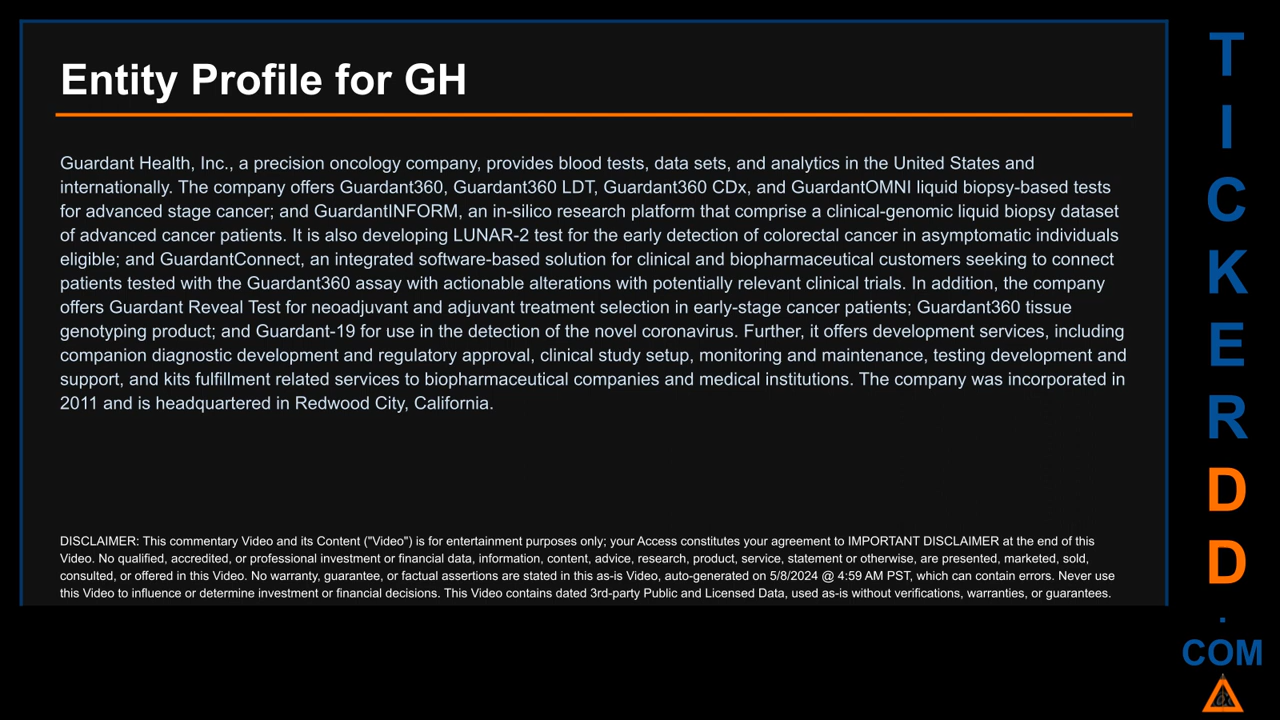 Entity Profile for GH
Guardant Health, Inc., a precision oncology company, provides blood tests, data sets, and analytics in the United States and
internationally. The company offers Guardant360, Guardant360 LDT, Guardant360 CDx, and GuardantOMNI liquid biopsy-based tests
for advanced stage cancer; and GuardantINFORM, an in-silico research platform that comprise a clinical-genomic liquid biopsy dataset
of advanced cancer patients. It is also developing LUNAR-2 test for the early detection of colorectal cancer in asymptomatic individuals
eligible; and GuardantConnect, an integrated software-based solution for clinical and biopharmaceutical customers seeking to connect
patients tested with the Guardant360 assay with actionable alterations with potentially relevant clinical trials. In addition, the company
offers Guardant Reveal Test for neoadjuvant and adjuvant treatment selection in early-stage cancer patients; Guardant360 tissue
genotyping product; and Guardant-19 for use in the detection of the novel coronavirus. Further, it offers development services, including
companion diagnostic development and regulatory approval, clinical study setup, monitoring and maintenance, testing development and
support, and kits fulfillment related services to biopharmaceutical companies and medical institutions. The company was incorporated in
2011 and is headquartered in Redwood City, California.
DISCLAIMER: This commentary Video and its Content ("Video") is for entertainment purposes only; your Access constitutes your agreement to IMPORTANT DISCLAIMER at the end of this
Video. No qualified, accredited, or professional investment or financial data, information, content, advice, research, product, service, statement or otherwise, are presented, marketed, sold,
consulted, or offered in this Video. No warranty, guarantee, or factual assertions are stated in this as-is Video, auto-generated on 5/8/2024 @ 4:59 AM PST, which can contain errors. Never use
this Video to influence or determine investment or financial decisions. This Video contains dated 3rd-party Public and Licensed Data, used as-is without verifications, warranties, or guarantees.
T
I
C
K
E
R
D
D
.
COM